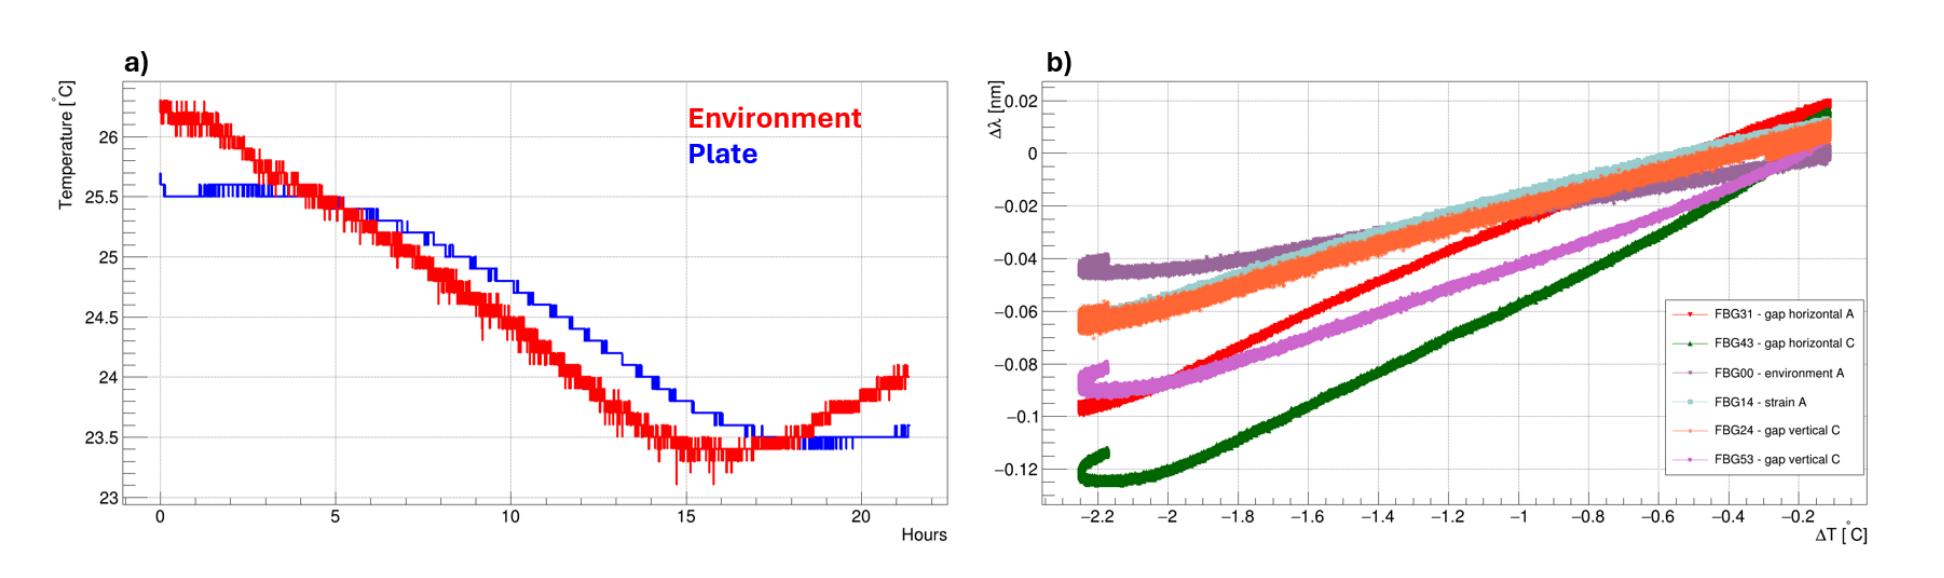 a)
Temperature [°C]
26
25.5
25
24.5
24
23.5
23
0 5 10 15 20
Hours
Environment
Plate
b)
Δλ [nm]
0.02
0
−0.02
−0.04
−0.06
−0.08
−0.1
−0.12
−2.2 −2 −1.8 −1.6 −1.4 −1.2 −1 −0.8 −0.6 −0.4 −0.2
ΔT [°C]
FBG31 - gap horizontal A
FBG43 - gap horizontal C
FBG00 - environment A
FBG14 - strain A
FBG24 - gap vertical C
FBG53 - gap vertical C